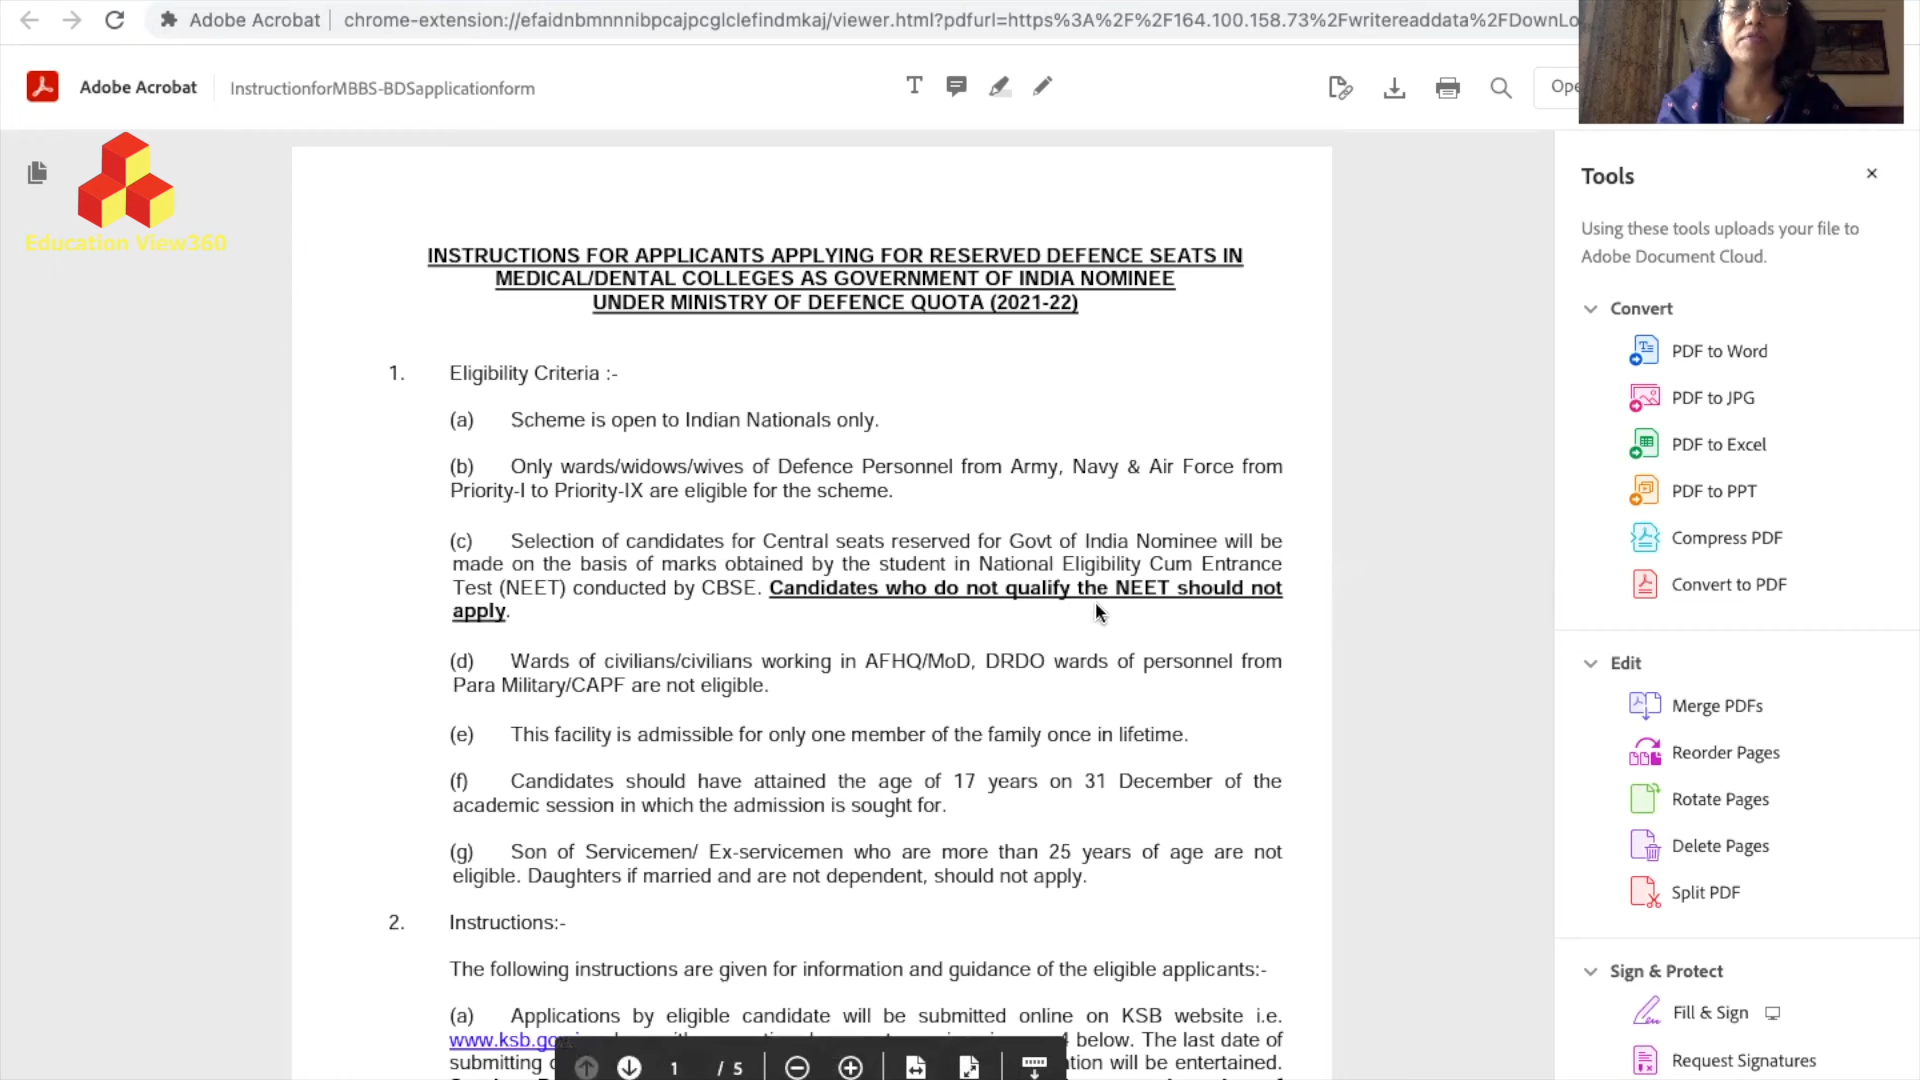 Adobe Acrobat | chrome-extension://efaidnbmnnnibpcajpcglclefindmkaj/viewer.html?pdfurl=https%3A%2F%2F164.100.158.73%2Fwritereaddata%2FDownLo
Adobe Acrobat
InstructionforMBBS-BDSapplicationform
Ope
Education View360
INSTRUCTIONS FOR APPLICANTS APPLYING FOR RESERVED DEFENCE SEATS IN
MEDICAL/DENTAL COLLEGES AS GOVERNMENT OF INDIA NOMINEE
UNDER MINISTRY OF DEFENCE QUOTA (2021-22)
1. Eligibility Criteria :-
(a) Scheme is open to Indian Nationals only.
(b) Only wards/widows/wives of Defence Personnel from Army, Navy & Air Force from
Priority-I to Priority-IX are eligible for the scheme.
(c) Selection of candidates for Central seats reserved for Govt of India Nominee will be
made on the basis of marks obtained by the student in National Eligibility Cum Entrance
Test (NEET) conducted by CBSE. Candidates who do not qualify the NEET should not
apply.
(d) Wards of civilians/civilians working in AFHQ/MoD, DRDO wards of personnel from
Para Military/CAPF are not eligible.
(e) This facility is admissible for only one member of the family once in lifetime.
(f) Candidates should have attained the age of 17 years on 31 December of the
academic session in which the admission is sought for.
(g) Son of Servicemen/ Ex-servicemen who are more than 25 years of age are not
eligible. Daughters if married and are not dependent, should not apply.
2. Instructions:-
The following instructions are given for information and guidance of the eligible applicants:-
(a) Applications by eligible candidate will be submitted online on KSB website i.e.
www.ksb.go below. The last date of
submitting will be entertained.
1 / 5
Tools
Using these tools uploads your file to
Adobe Document Cloud.
Convert
PDF to Word
PDF to JPG
PDF to Excel
PDF to PPT
Compress PDF
Convert to PDF
Edit
Merge PDFs
Reorder Pages
Rotate Pages
Delete Pages
Split PDF
Sign & Protect
Fill & Sign
Request Signatures